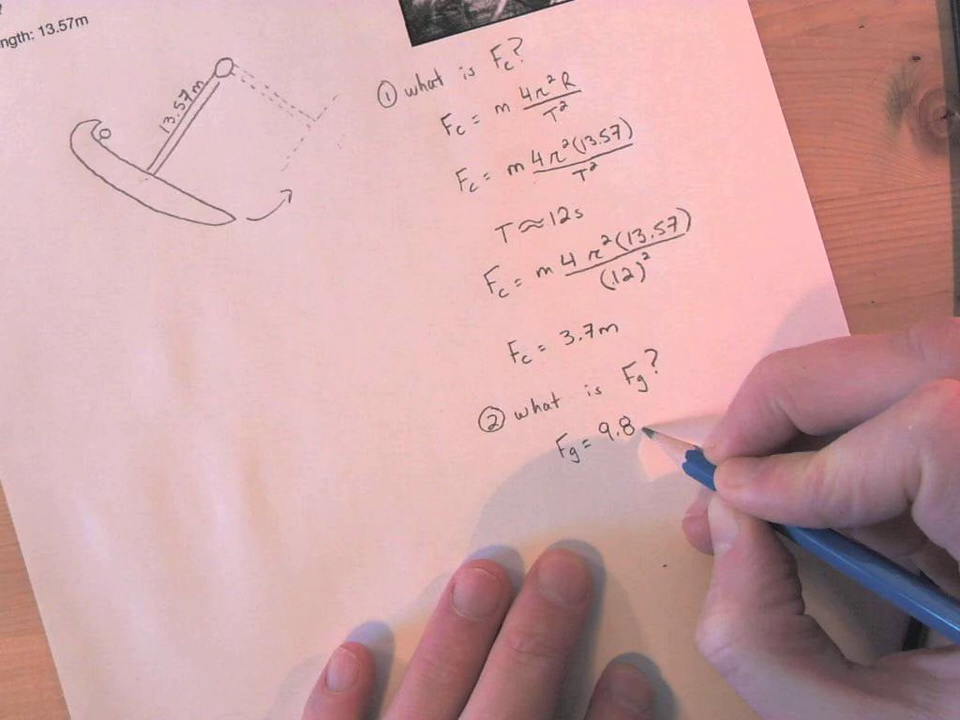 ?
ngth: 13.57m
13.57m
① what is Fc?
Fc = m 4π²R / T²
Fc = m 4π²(13.57) / T²
T ≈ 12s
Fc = m 4π²(13.57) / (12)²
Fc = 3.7m
② what is Fg?
Fg = 9.8